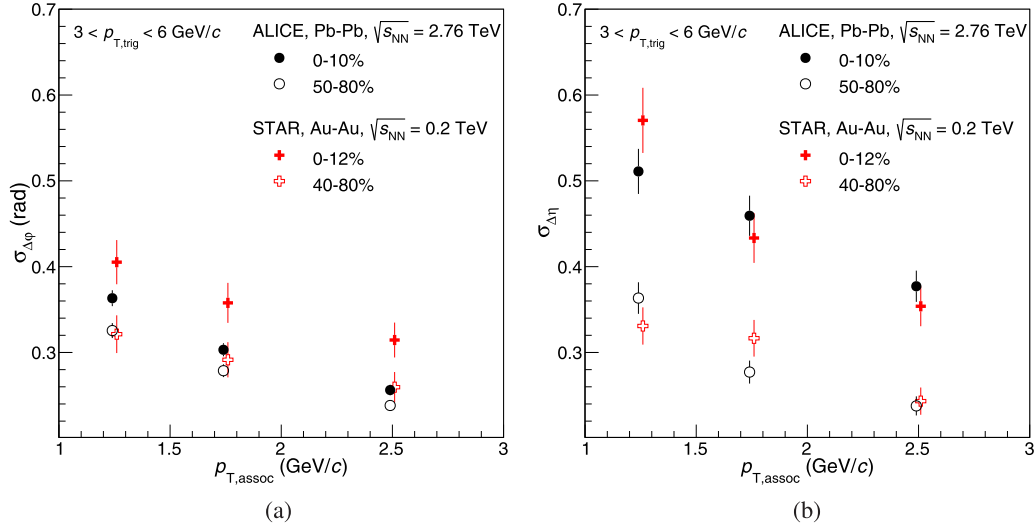 3 < p_T,trig < 6 GeV/c
ALICE, Pb-Pb, √s_NN = 2.76 TeV
0-10%
50-80%
STAR, Au-Au, √s_NN = 0.2 TeV
0-12%
40-80%
σ_Δφ (rad)
0.7
0.6
0.5
0.4
0.3
1 1.5 2 2.5 3
p_T,assoc (GeV/c)
(a)
3 < p_T,trig < 6 GeV/c
ALICE, Pb-Pb, √s_NN = 2.76 TeV
0-10%
50-80%
STAR, Au-Au, √s_NN = 0.2 TeV
0-12%
40-80%
σ_Δη
0.7
0.6
0.5
0.4
0.3
1 1.5 2 2.5 3
p_T,assoc (GeV/c)
(b)